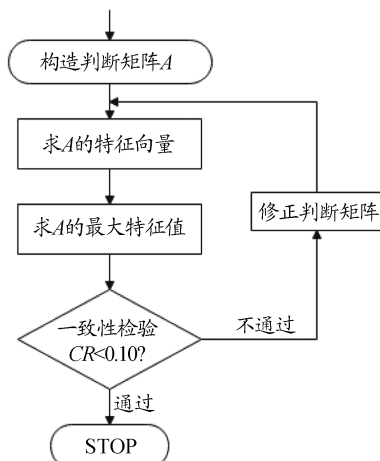 构造判断矩阵A
求A的特征向量
求A的最大特征值
修正判断矩阵
一致性检验
CR<0.10?
不通过
通过
STOP